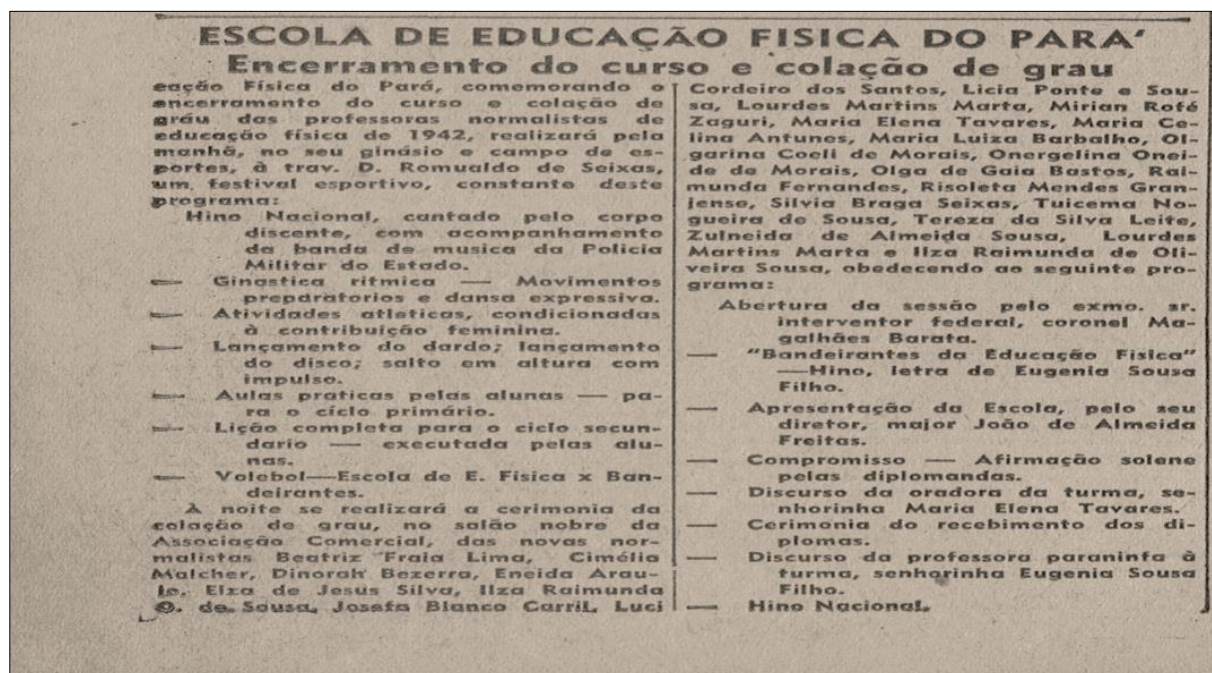 ESCOLA DE EDUCAÇÃO FISICA DO PARA'
Encerramento do curso e colação de grau
cação Física do Pará, comemorando o
encerramento do curso e colação de
gráu das professoras normalistas de
educação física de 1942, realizará pela
manhã, no seu ginásio e campo de es-
portes, à trav. D. Romualdo de Seixas,
um festival esportivo, constante deste
programa:
Hino Nacional, cantado pelo corpo
discente, com acompanhamento
da banda de musica da Policia
Militar do Estado.
— Ginastica rítmica — Movimentos
preparatorios e dansa expressiva.
— Atividades atleticas, condicionadas
à contribuição feminina.
— Lançamento do dardo; lançamento
do disco; salto em altura com
impulso.
— Aulas praticas pelas alunas — pa-
ra o ciclo primário.
— Lição completa para o ciclo secun-
dario — executada pelas alu-
nas.
— Volebol—Escola de E. Fisica x Ban-
deirantes.
À noite se realizará a cerimonia da
colação de grau, no salão nobre da
Associação Comercial, das novas nor-
malistas Beatriz Fraia Lima, Cimélia
Malcher, Dinorah Bezerra, Eneida Arau-
jo, Elza de Jesus Silva, Ilza Raimunda
O. de Sousa, Josefa Blanco Carril, Luci
Cordeiro dos Santos, Licia Ponte e Sou-
sa, Lourdes Martins Marta, Mirian Rofé
Zaguri, Maria Elena Tavares, Maria Ce-
lina Antunes, Maria Luiza Barbalho, Ol-
garina Coeli de Morais, Onergelina Onei-
de de Morais, Olga de Gaia Bastos, Rai-
munda Fernandes, Risoleta Mendes Gran-
jense, Silvia Braga Seixas, Tuicema No-
gueira de Sousa, Tereza da Silva Leite,
Zulneida de Almeida Sousa, Lourdes
Martins Marta e Ilza Raimunda de Oli-
veira Sousa, obedecendo ao seguinte pro-
grama:
Abertura da sessão pelo exmo. sr.
interventor federal, coronel Ma-
galhães Barata.
— "Bandeirantes da Educação Fisica"
—Hino, letra de Eugenia Sousa
Filho.
— Apresentação da Escola, pelo seu
diretor, major João de Almeida
Freitas.
— Compromisso — Afirmação solene
pelas diplomandas.
— Discurso da oradora da turma, se-
nhorinha Maria Elena Tavares.
— Cerimonia do recebimento dos di-
plomas.
— Discurso da professora paraninfa à
turma, senhorinha Eugenia Sousa
Filho.
— Hino Nacional.